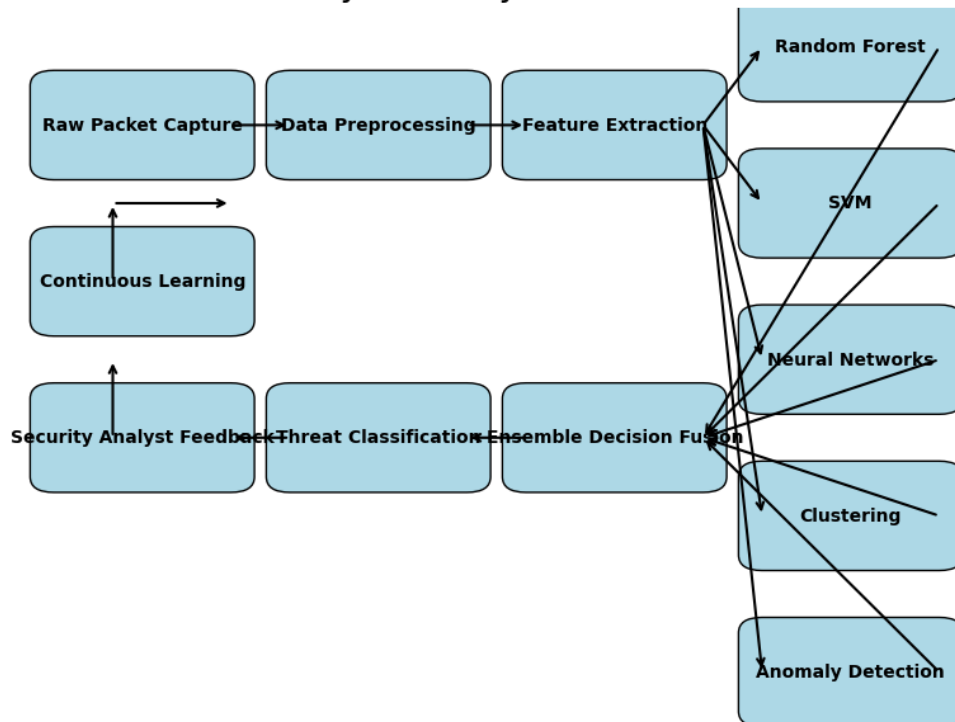 Raw Packet Capture
Data Preprocessing
Feature Extraction
Random Forest
SVM
Continuous Learning
Neural Networks
Security Analyst Feedback
Threat Classification
Ensemble Decision Fusion
Clustering
Anomaly Detection